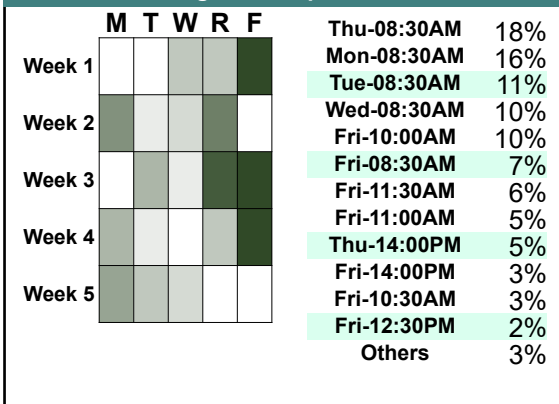 M T W R F
Week 1
Week 2
Week 3
Week 4
Week 5
Thu-08:30AM 18%
Mon-08:30AM 16%
Tue-08:30AM 11%
Wed-08:30AM 10%
Fri-10:00AM 10%
Fri-08:30AM 7%
Fri-11:30AM 6%
Fri-11:00AM 5%
Thu-14:00PM 5%
Fri-14:00PM 3%
Fri-10:30AM 3%
Fri-12:30PM 2%
Others 3%